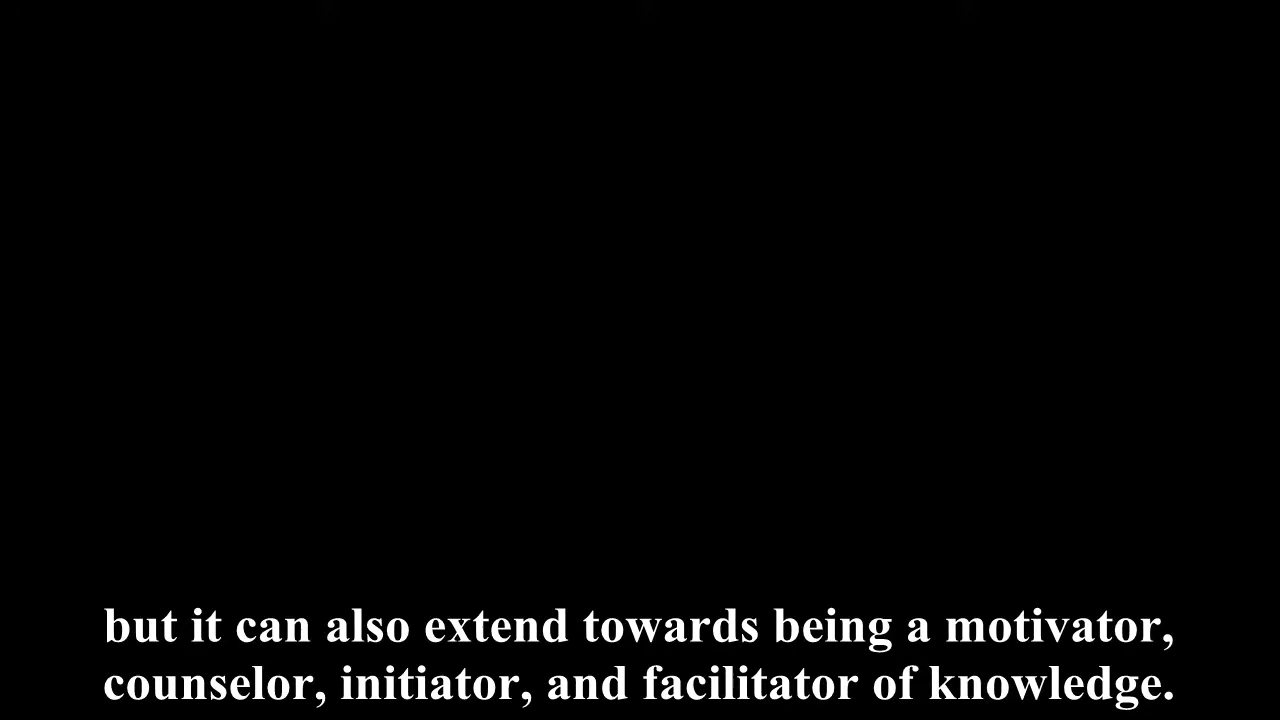 but it can also extend towards being a motivator,
counselor, initiator, and facilitator of knowledge.